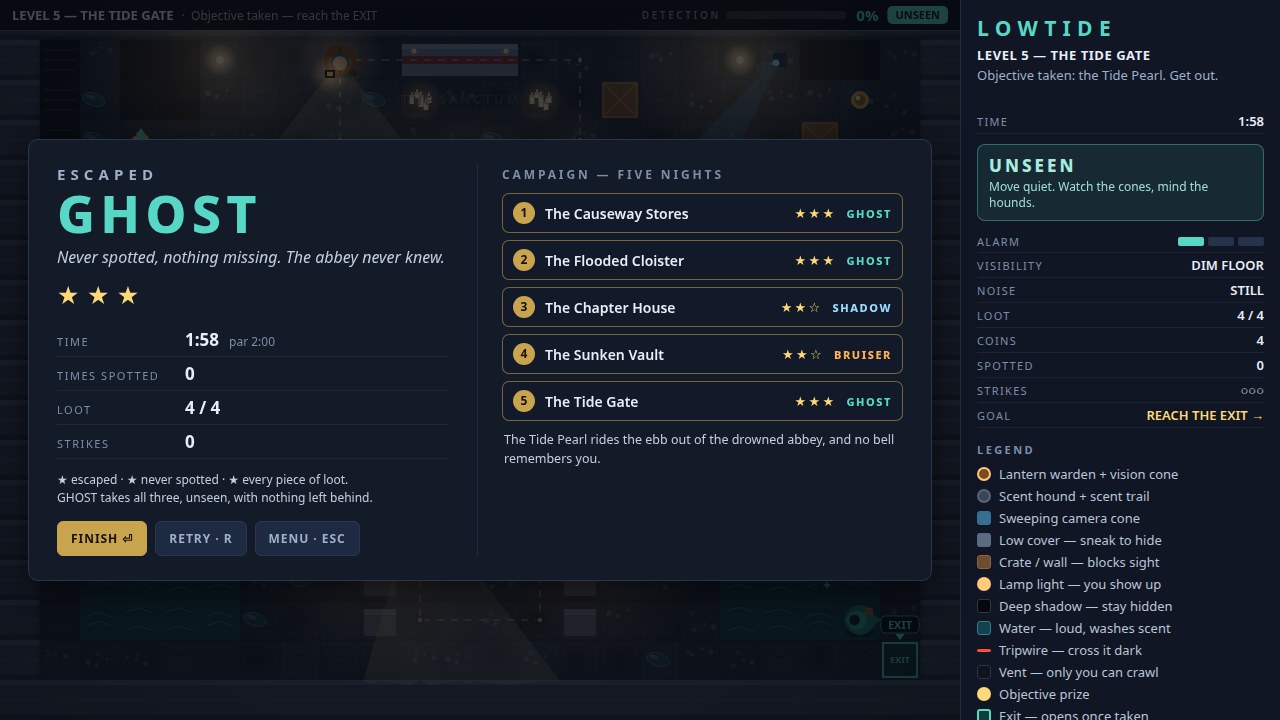 LEVEL 5 — THE TIDE GATE · Objective taken — reach the EXIT
DETECTION 0% UNSEEN
SANCTUM
ESCAPED
GHOST
Never spotted, nothing missing. The abbey never knew.
★ ★ ★
TIME 1:58 par 2:00
TIMES SPOTTED 0
LOOT 4 / 4
STRIKES 0
★ escaped · ★ never spotted · ★ every piece of loot.
GHOST takes all three, unseen, with nothing left behind.
FINISH ⏎ RETRY · R MENU · ESC
CAMPAIGN — FIVE NIGHTS
1 The Causeway Stores ★★★ GHOST
2 The Flooded Cloister ★★★ GHOST
3 The Chapter House ★★☆ SHADOW
4 The Sunken Vault ★★☆ BRUISER
5 The Tide Gate ★★★ GHOST
The Tide Pearl rides the ebb out of the drowned abbey, and no bell
remembers you.
EXIT
EXIT
LOWTIDE
LEVEL 5 — THE TIDE GATE
Objective taken: the Tide Pearl. Get out.
TIME 1:58
UNSEEN
Move quiet. Watch the cones, mind the
hounds.
ALARM
VISIBILITY DIM FLOOR
NOISE STILL
LOOT 4 / 4
COINS 4
SPOTTED 0
STRIKES ○○○
GOAL REACH THE EXIT →
LEGEND
Lantern warden + vision cone
Scent hound + scent trail
Sweeping camera cone
Low cover — sneak to hide
Crate / wall — blocks sight
Lamp light — you show up
Deep shadow — stay hidden
Water — loud, washes scent
Tripwire — cross it dark
Vent — only you can crawl
Objective prize
Exit — opens once taken